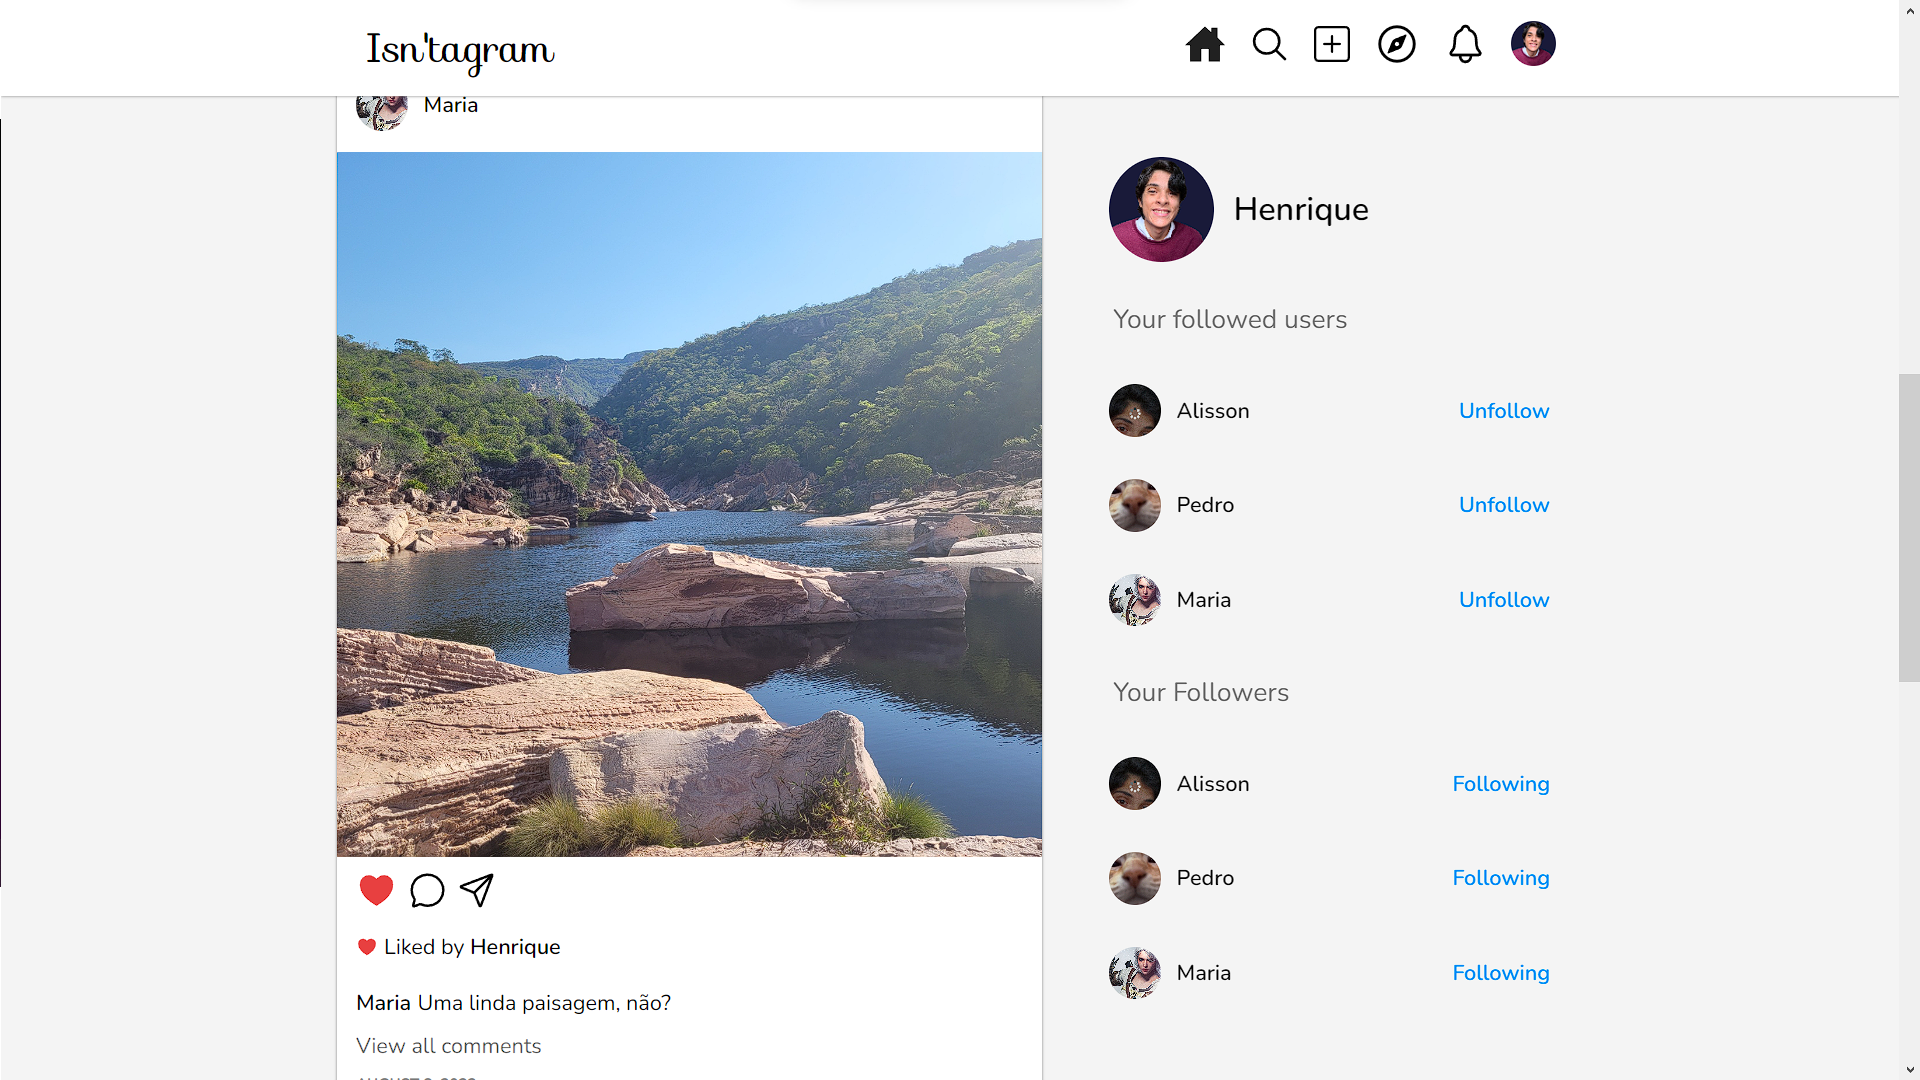 Isn'tagram
Maria
Henrique
Your followed users
Alisson
Unfollow
Pedro
Unfollow
Maria
Unfollow
Your Followers
Alisson
Following
Pedro
Following
Maria
Following
Liked by Henrique
Maria Uma linda paisagem, não?
View all comments